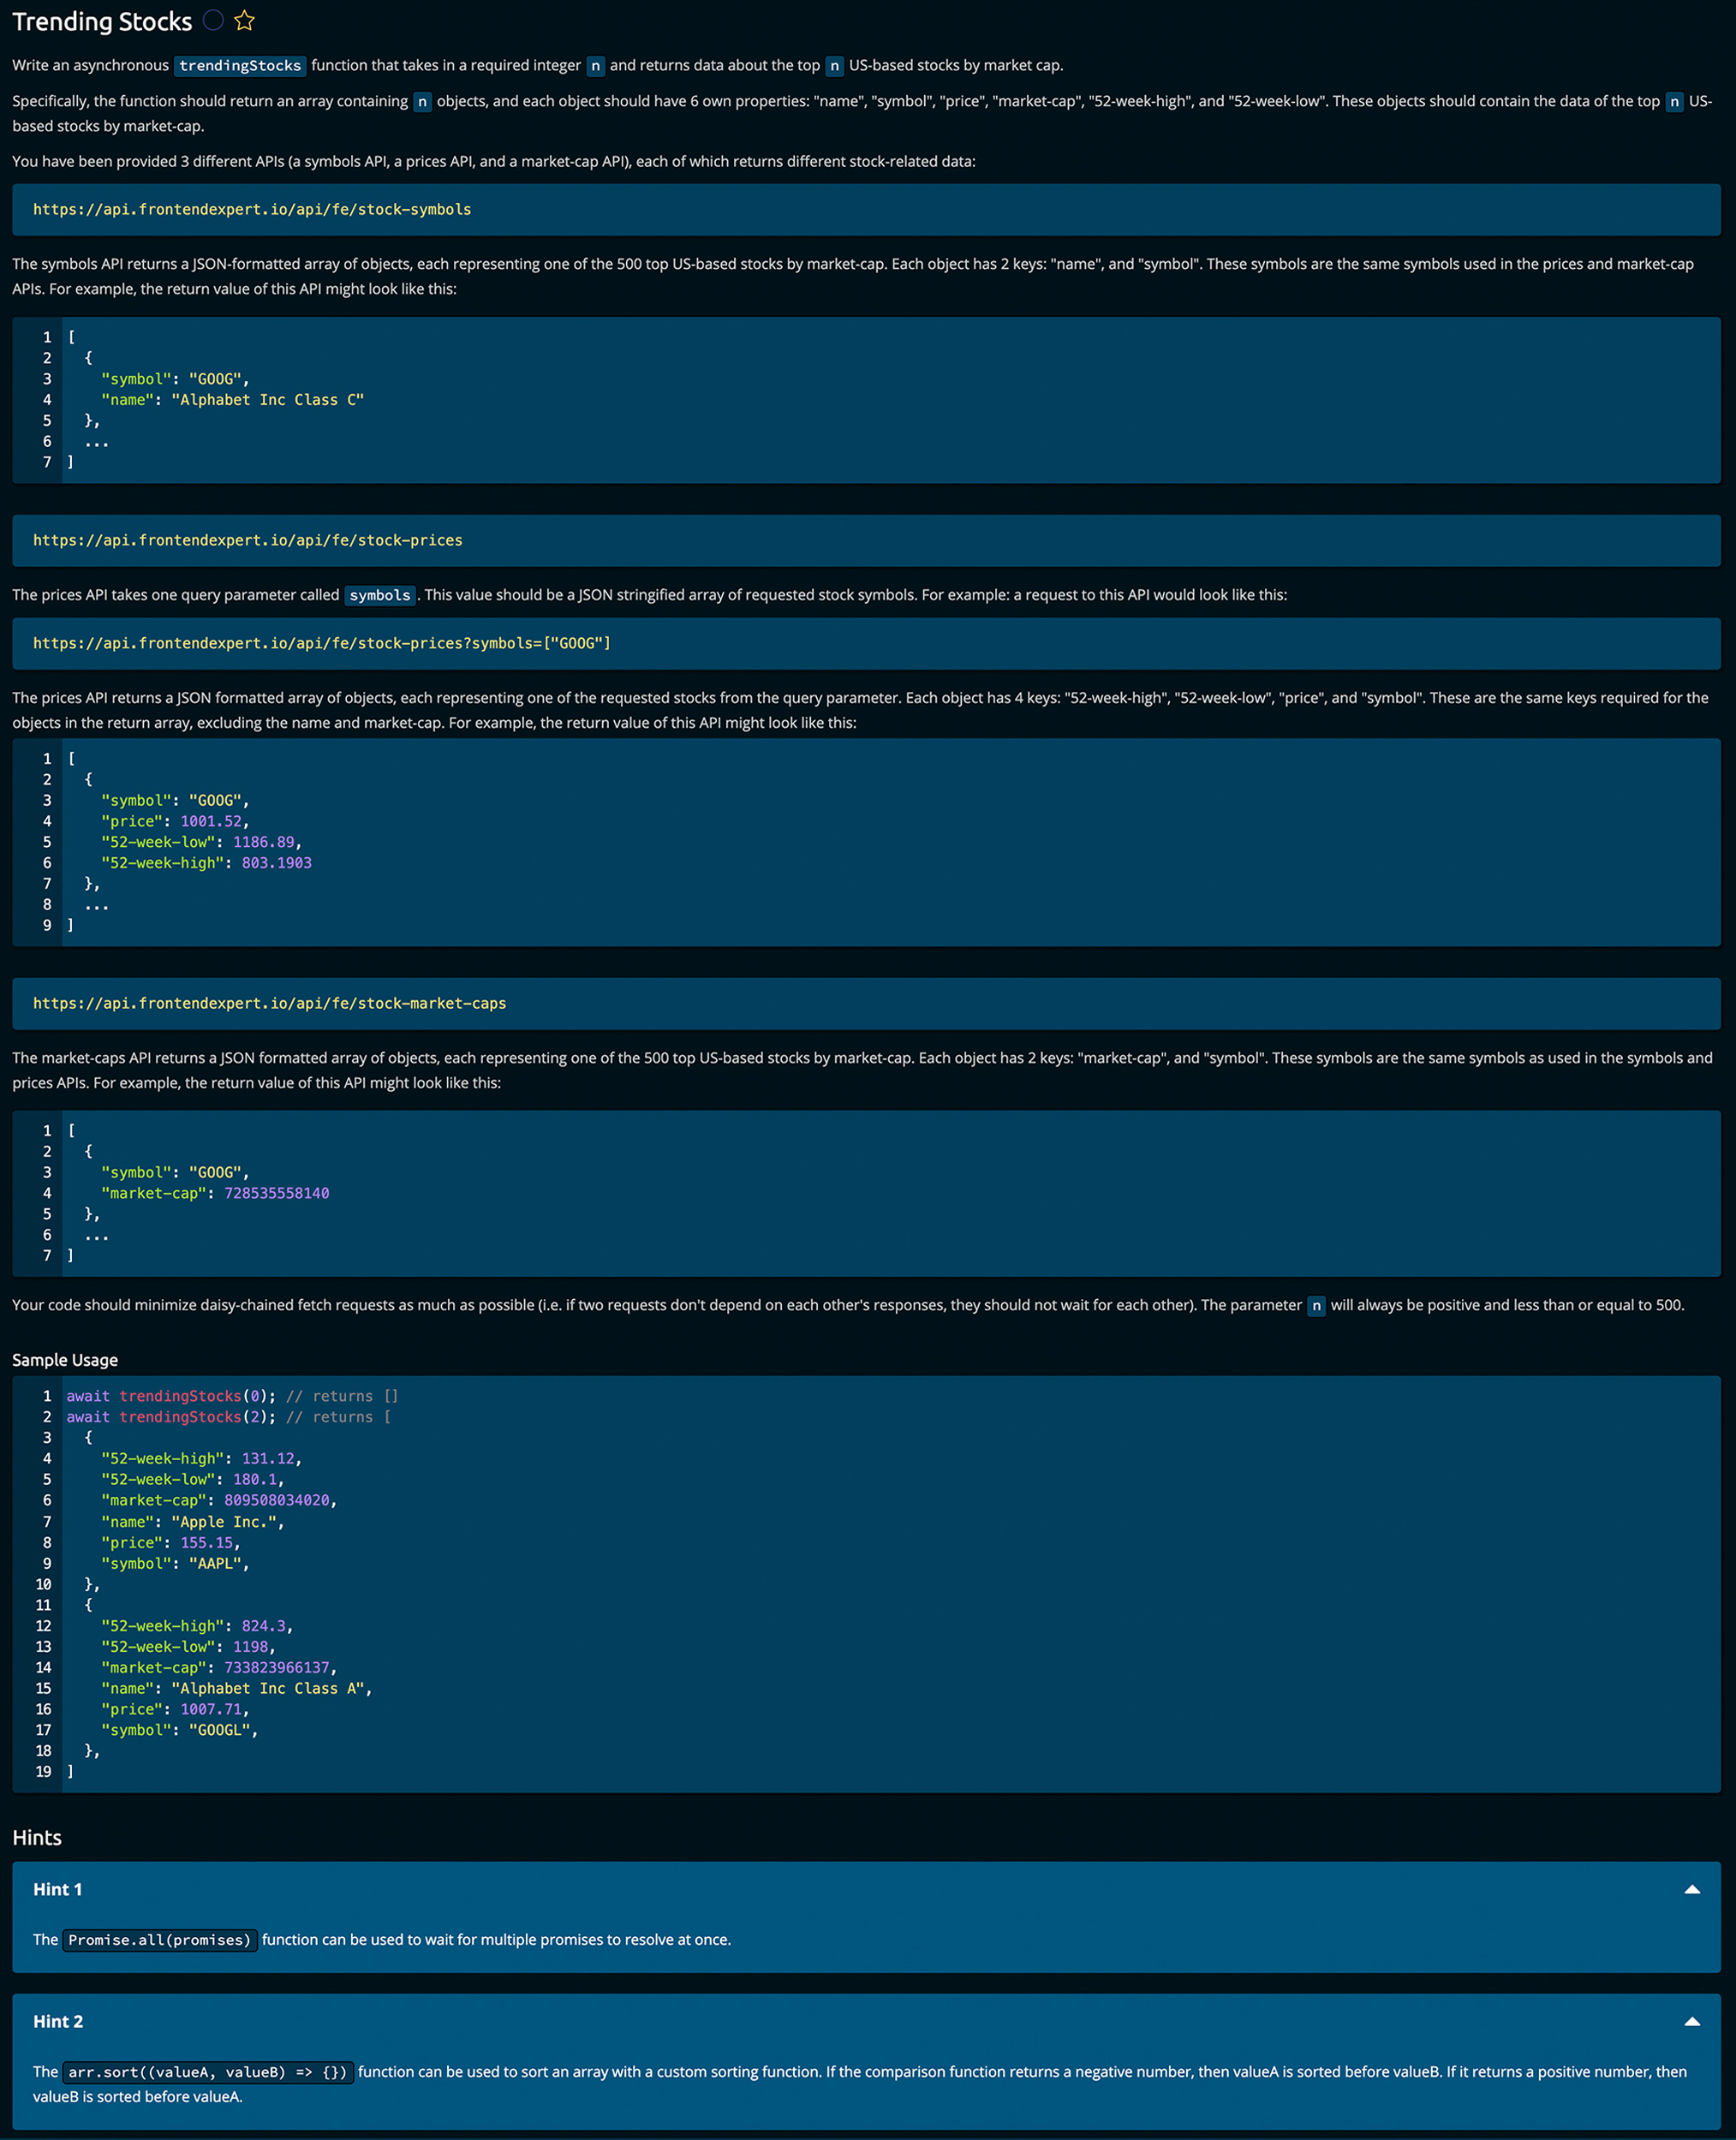 Trending Stocks
Write an asynchronous trendingStocks function that takes in a required integer n and returns data about the top n US-based stocks by market cap.
Specifically, the function should return an array containing n objects, and each object should have 6 own properties: "name", "symbol", "price", "market-cap", "52-week-high", and "52-week-low". These objects should contain the data of the top n US-
based stocks by market-cap.
You have been provided 3 different APIs (a symbols API, a prices API, and a market-cap API), each of which returns different stock-related data:
https://api.frontendexpert.io/api/fe/stock-symbols
The symbols API returns a JSON-formatted array of objects, each representing one of the 500 top US-based stocks by market-cap. Each object has 2 keys: "name", and "symbol". These symbols are the same symbols used in the prices and market-cap
APIs. For example, the return value of this API might look like this:
1 [
2 {
3 "symbol": "GOOG",
4 "name": "Alphabet Inc Class C"
5 },
6 ...
7 ]
https://api.frontendexpert.io/api/fe/stock-prices
The prices API takes one query parameter called symbols. This value should be a JSON stringified array of requested stock symbols. For example: a request to this API would look like this:
https://api.frontendexpert.io/api/fe/stock-prices?symbols=["GOOG"]
The prices API returns a JSON formatted array of objects, each representing one of the requested stocks from the query parameter. Each object has 4 keys: "52-week-high", "52-week-low", "price", and "symbol". These are the same keys required for the
objects in the return array, excluding the name and market-cap. For example, the return value of this API might look like this:
1 [
2 {
3 "symbol": "GOOG",
4 "price": 1001.52,
5 "52-week-low": 1186.89,
6 "52-week-high": 803.1903
7 },
8 ...
9 ]
https://api.frontendexpert.io/api/fe/stock-market-caps
The market-caps API returns a JSON formatted array of objects, each representing one of the 500 top US-based stocks by market-cap. Each object has 2 keys: "market-cap", and "symbol". These symbols are the same symbols as used in the symbols and
prices APIs. For example, the return value of this API might look like this:
1 [
2 {
3 "symbol": "GOOG",
4 "market-cap": 728535558140
5 },
6 ...
7 ]
Your code should minimize daisy-chained fetch requests as much as possible (i.e. if two requests don't depend on each other's responses, they should not wait for each other). The parameter n will always be positive and less than or equal to 500.
Sample Usage
1 await trendingStocks(0); // returns []
2 await trendingStocks(2); // returns [
3 {
4 "52-week-high": 131.12,
5 "52-week-low": 180.1,
6 "market-cap": 809508034020,
7 "name": "Apple Inc.",
8 "price": 155.15,
9 "symbol": "AAPL",
10 },
11 {
12 "52-week-high": 824.3,
13 "52-week-low": 1198,
14 "market-cap": 733823966137,
15 "name": "Alphabet Inc Class A",
16 "price": 1007.71,
17 "symbol": "GOOGL",
18 },
19 ]
Hints
Hint 1
The Promise.all(promises) function can be used to wait for multiple promises to resolve at once.
Hint 2
The arr.sort((valueA, valueB) => {}) function can be used to sort an array with a custom sorting function. If the comparison function returns a negative number, then valueA is sorted before valueB. If it returns a positive number, then
valueB is sorted before valueA.